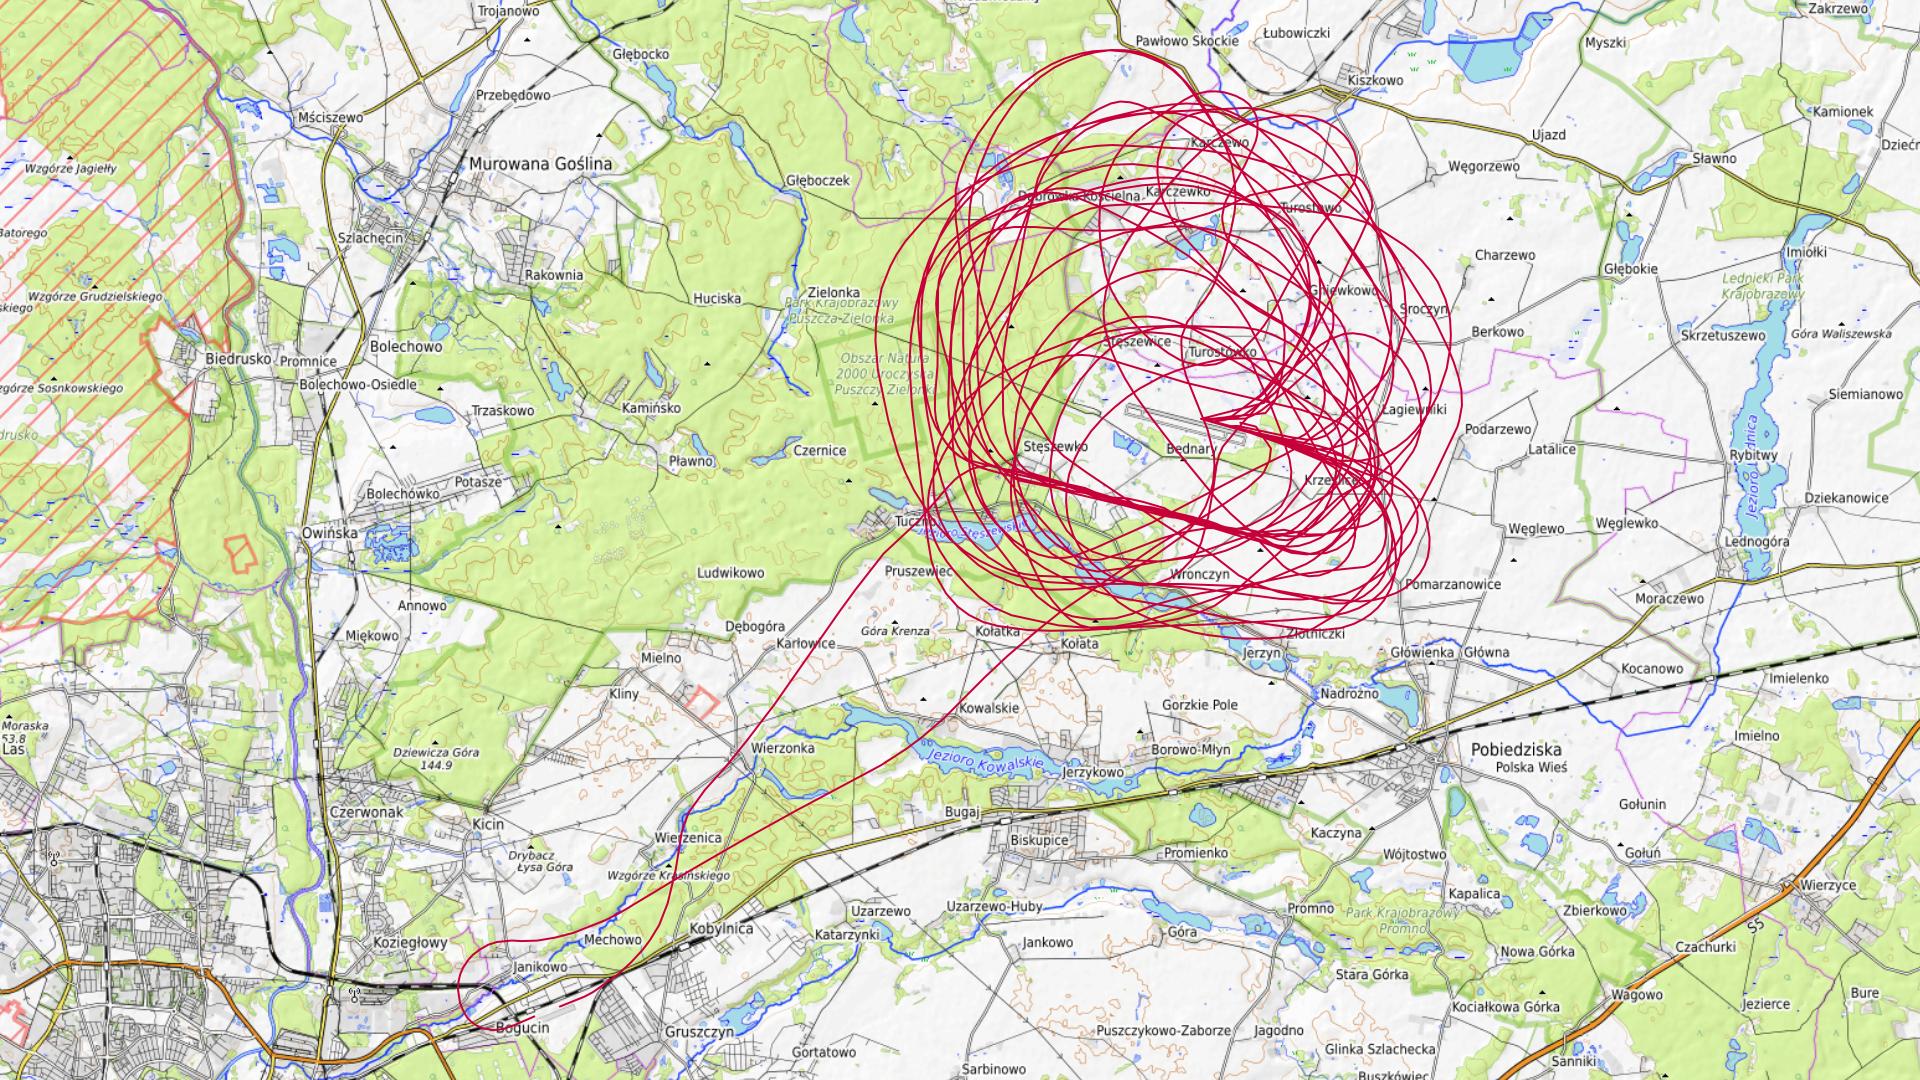 Trojanowo
Zakrzewo
Łubowiczki
Pawłowo Skockie
Myszki
Głębocko
Kiszkowo
Przebędowo
Kamionek
Mściszewo
Ujazd
Karczewo
Sławno
Murowana Goślina
Węgorzewo
Wzgórze Jagiełły
Głęboczek
Karczewko
Dąbrówka Kościelna
Turostowo
Batorego
Szlachęcin
Imiołki
Charzewo
Głębokie
Rakownia
Lednicki Park
Krajobrazowy
Wzgórze Grudzielskiego
Huciska
Zielonka
Gniewkowo
Park Krajobrazowy
Puszcza Zielonka
Sroczyn
Skrzetuszewo
Góra Waliszewska
Berkowo
Bolechowo
Stęszewice
Turostówko
Biedrusko
Promnice
Obszar Natura
2000 Uroczyska
Puszczy Zielonki
Bolechowo-Osiedle
Wzgórze Sosnkowskiego
Siemianowo
Trzaskowo
Kamińsko
Łagiewniki
Podarzewo
Stęszewko
Bednary
Latalice
Czernice
Rybitwy
Jezioro Lednica
Pławno
Potasze
Bolechówko
Dziekanowice
Tuczno
Jezioro Stęszewskie
Węglewo
Węglewko
Owińska
Lednogóra
Ludwikowo
Pruszewiec
Wronczyn
Pomarzanowice
Moraczewo
Annowo
Dębogóra
Góra Krenza
Kołatka
Złotniczki
Miękowo
Karłowice
Kołata
Mielno
Jerzyn
Główienka
Główna
Kocanowo
Imielenko
Kliny
Nadrożno
Kowalskie
Gorzkie Pole
Moraska
53.8
Las
Dziewicza Góra
144.9
Wierzonka
Borowo-Młyn
Pobiedziska
Polska Wieś
Imielno
Jezioro Kowalskie
Jerzykowo
Gołunin
Czerwonak
Bugaj
Kicin
Wierzenica
Biskupice
Kaczyna
Drybacz
Łysa Góra
Promienko
Wójtostwo
Gołuń
Wzgórze Krasińskiego
Wierzyce
Kapalica
Uzarzewo
Uzarzewo-Huby
Promno
Park Krajobrazowy
Promno
Zbierkowo
S5
Kobylnica
Katarzynki
Góra
Koziegłowy
Mechowo
Jankowo
Nowa Górka
Czachurki
Janikowo
Stara Górka
Wagowo
Bure
Kociałkowa Górka
Jezierce
Bogucin
Gruszczyn
Puszczykowo-Zaborze
Jagodno
Gortatowo
Glinka Szlachecka
Sanniki
Sarbinowo